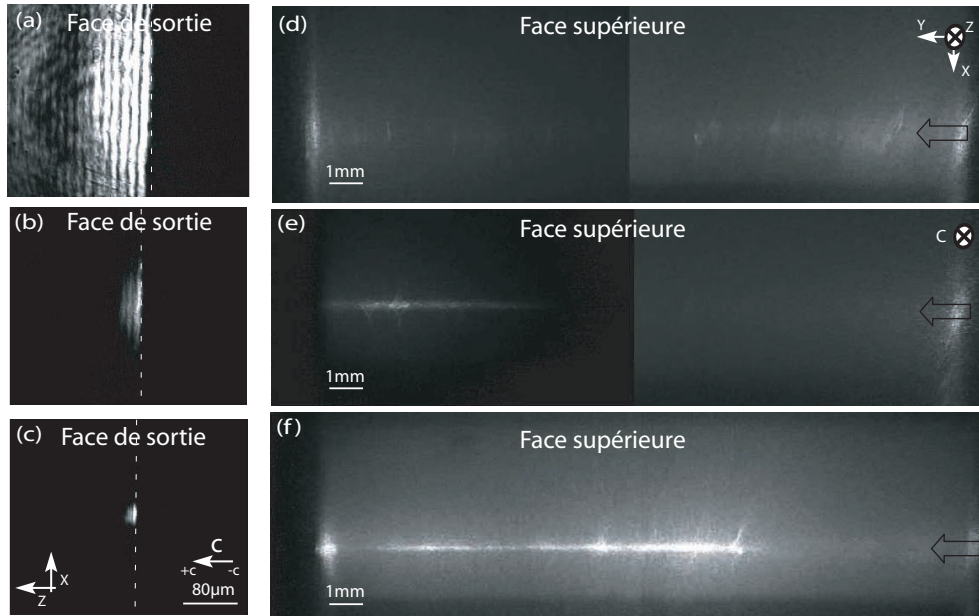 (a)
Face de sortie
(d)
Face supérieure
Y
Z
X
1mm
(b)
Face de sortie
(e)
Face supérieure
C
1mm
(c)
Face de sortie
C
+c
-c
X
Z
80µm
(f)
Face supérieure
1mm